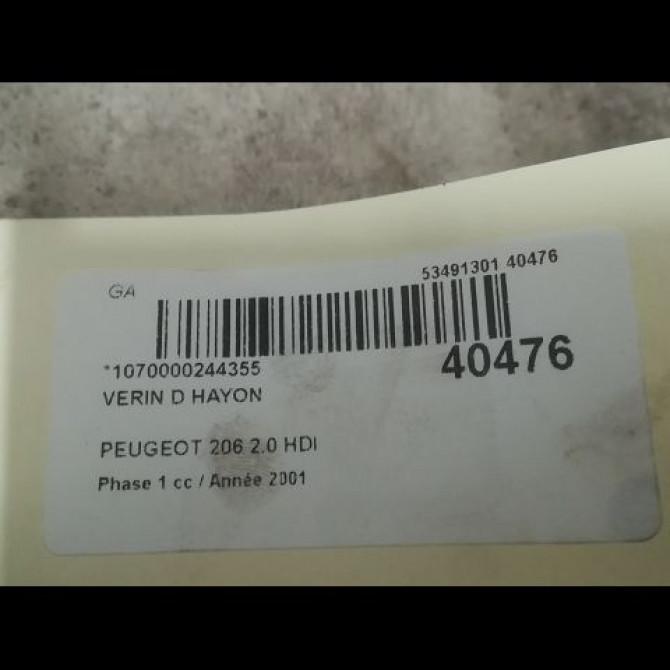 GA
53491301 40476
*1070000244355
40476
VERIN D HAYON
PEUGEOT 206 2.0 HDI
Phase 1 cc / Année 2001